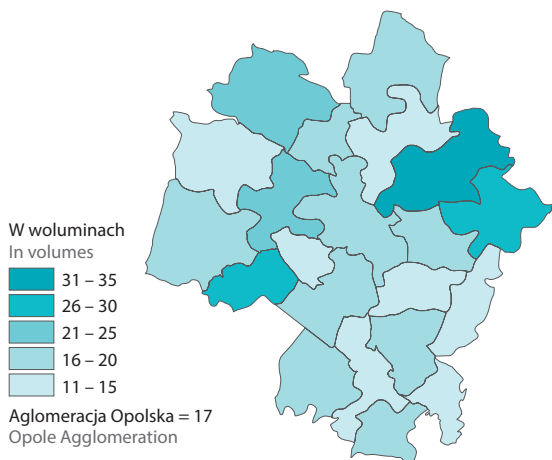 W woluminach
In volumes
31 – 35
26 – 30
21 – 25
16 – 20
11 – 15
Aglomeracja Opolska = 17
Opole Agglomeration